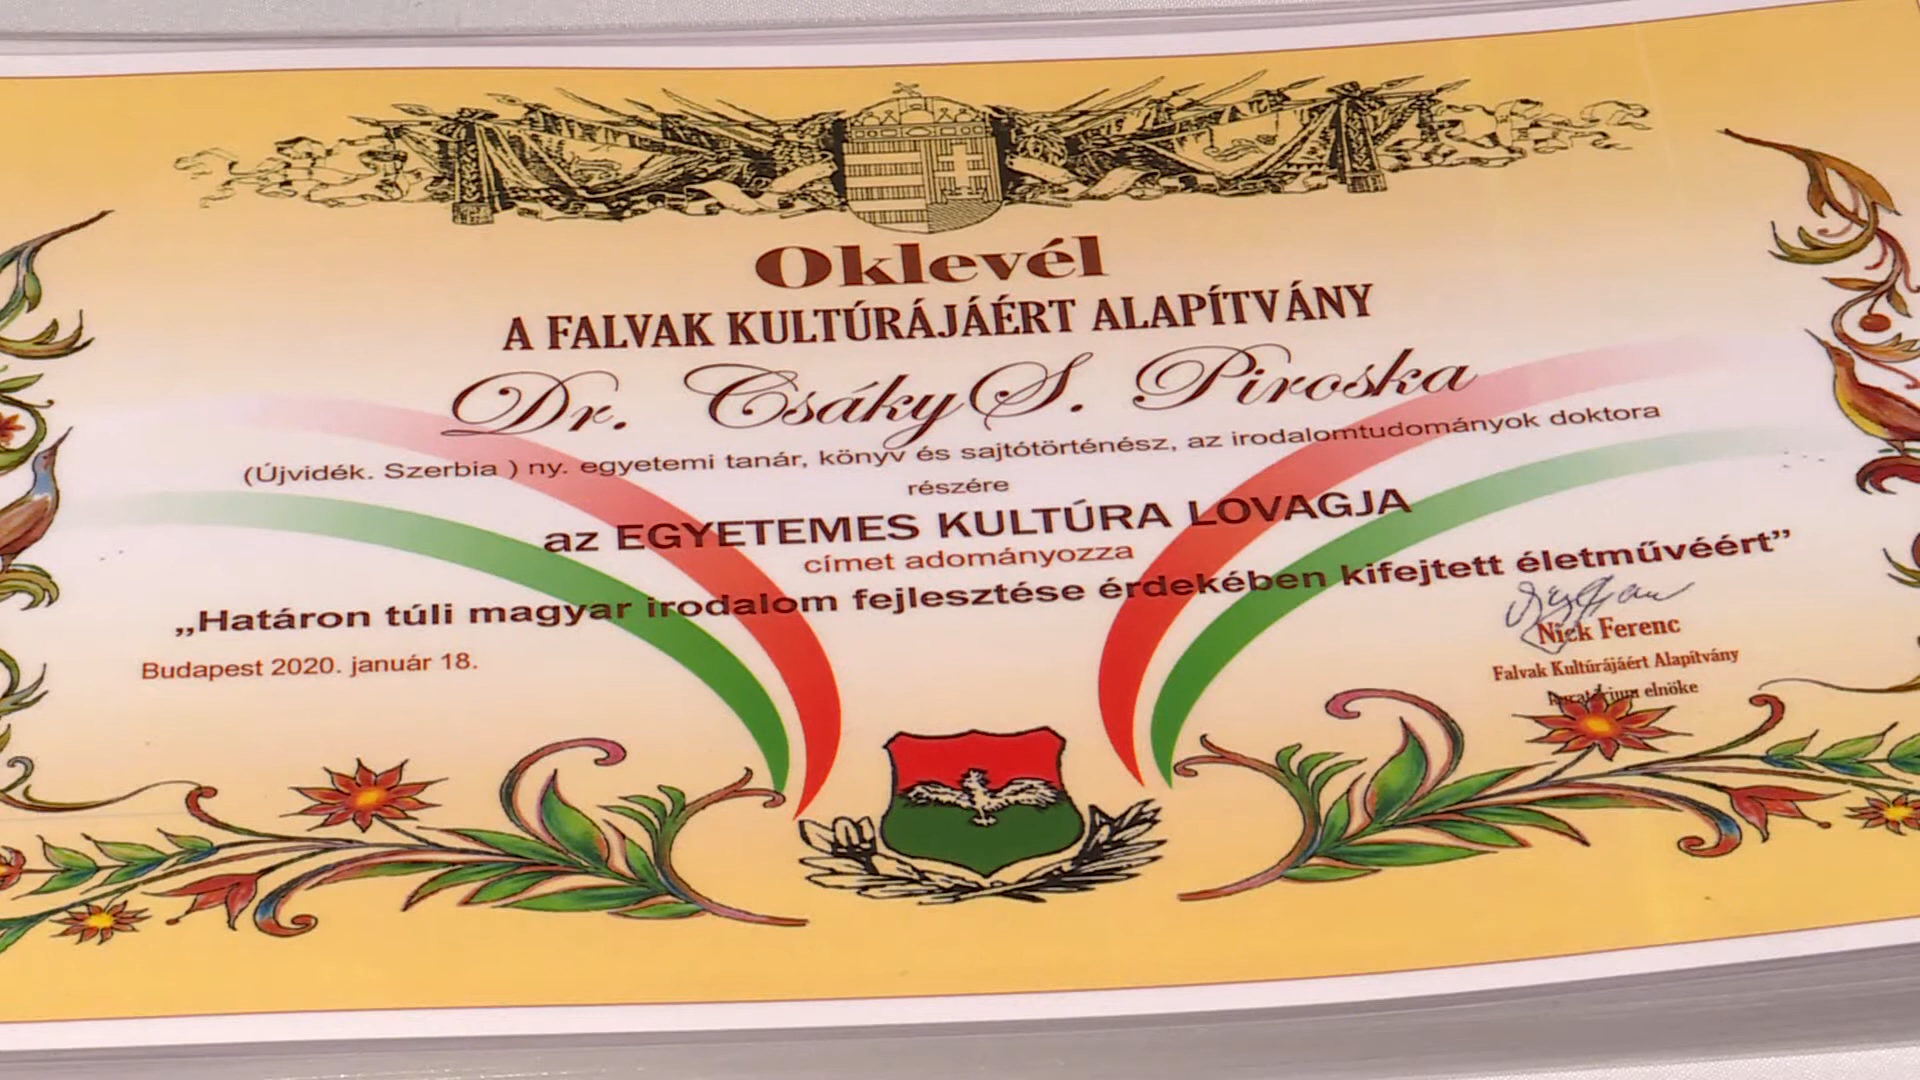 Oklevél
A FALVAK KULTÚRÁJÁÉRT ALAPÍTVÁNY
Dr. Csáky S. Piroska
(Újvidék. Szerbia ) ny. egyetemi tanár, könyv és sajtótörténész, az irodalomtudományok doktora
részére
az EGYETEMES KULTÚRA LOVAGJA
címet adományozza
„Határon túli magyar irodalom fejlesztése érdekében kifejtett életművéért”
Budapest 2020. január 18.
Nick Ferenc
Falvak Kultúrájáért Alapítvány
kuratórium elnöke